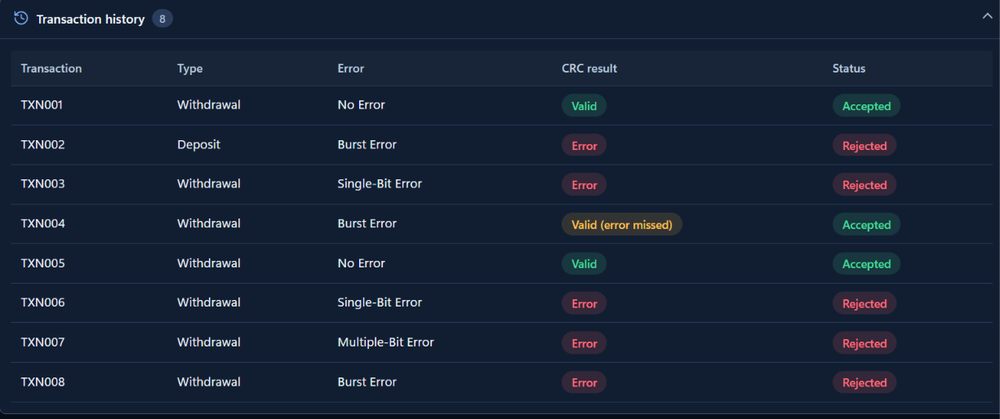 Transaction history 8
Transaction Type Error CRC result Status
TXN001 Withdrawal No Error Valid Accepted
TXN002 Deposit Burst Error Error Rejected
TXN003 Withdrawal Single-Bit Error Error Rejected
TXN004 Withdrawal Burst Error Valid (error missed) Accepted
TXN005 Withdrawal No Error Valid Accepted
TXN006 Withdrawal Single-Bit Error Error Rejected
TXN007 Withdrawal Multiple-Bit Error Error Rejected
TXN008 Withdrawal Burst Error Error Rejected